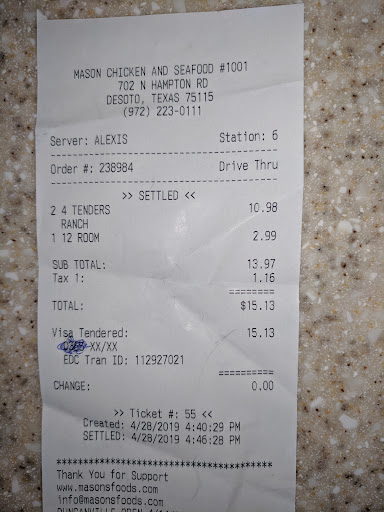 MASON CHICKEN AND SEAFOOD #1001
702 N HAMPTON RD
DESOTO, TEXAS 75115
(972) 223-0111
Server: ALEXIS Station: 6
Order #: 238984 Drive Thru
>> SETTLED <<
2 4 TENDERS 10.98
RANCH
1 12 ROOM 2.99
SUB TOTAL: 13.97
Tax 1: 1.16
========
TOTAL: $15.13
Visa Tendered: 15.13
XX/XX
EDC Tran ID: 112927021
==========
CHANGE: 0.00
>> Ticket #: 55 <<
Created: 4/28/2019 4:40:29 PM
SETTLED: 4/28/2019 4:46:28 PM
****************************************
Thank You for Support
www.masonsfoods.com
info@masonsfoods.com
DUNCANVILLE OPEN